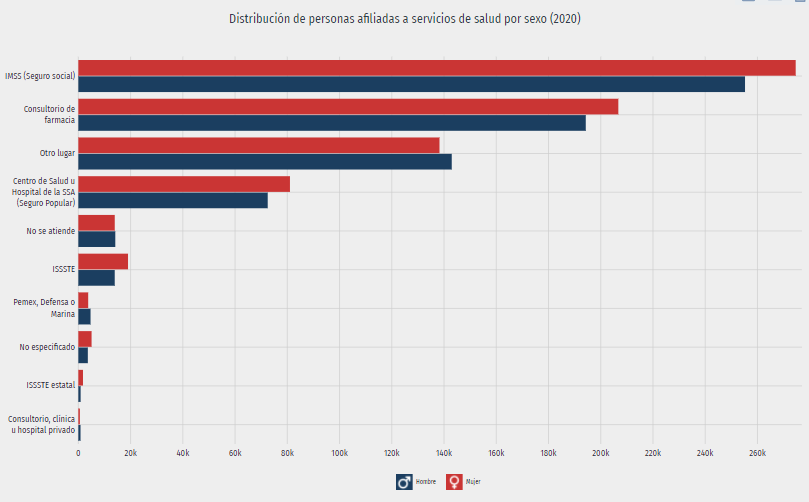 Distribución de personas afiliadas a servicios de salud por sexo (2020)
IMSS (Seguro social)
Consultorio de
farmacia
Otro lugar
Centro de Salud u
Hospital de la SSA
(Seguro Popular)
No se atiende
ISSSTE
Pemex, Defensa o
Marina
No especificado
ISSSTE estatal
Consultorio, clínica
u hospital privado
0 20k 40k 60k 80k 100k 120k 140k 160k 180k 200k 220k 240k 260k
Hombre Mujer